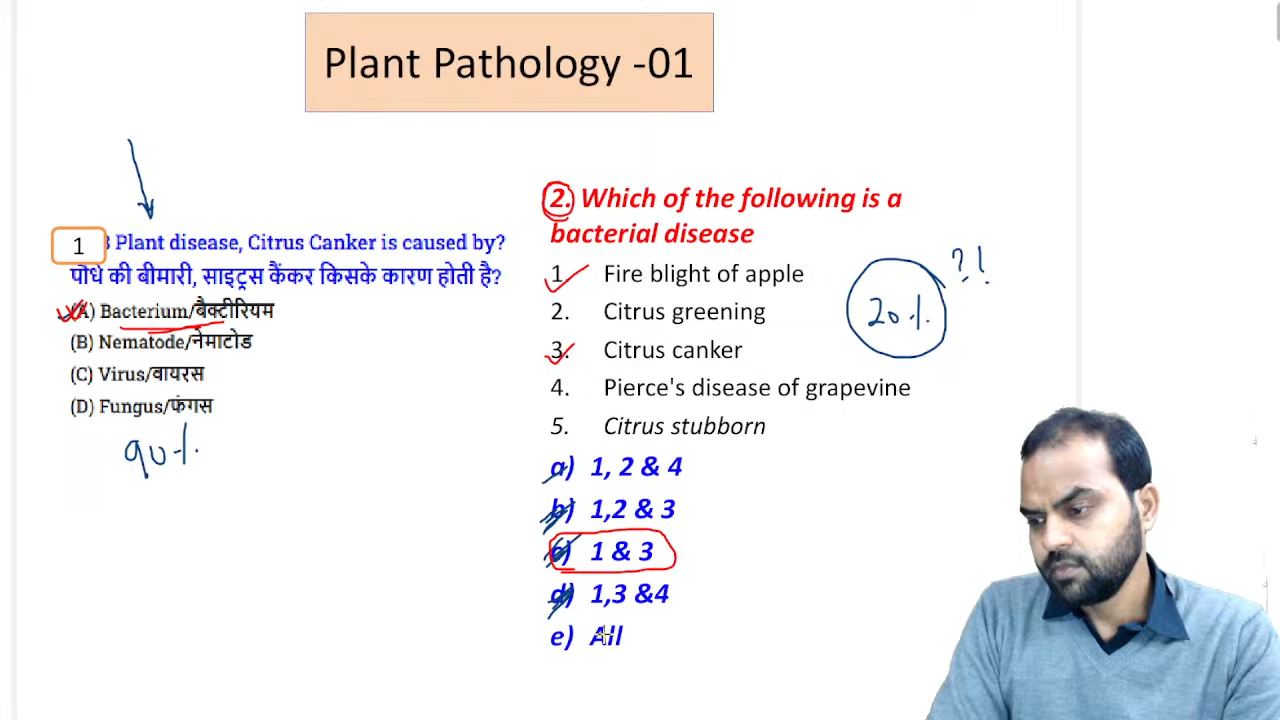 Plant Pathology -01
1 Plant disease, Citrus Canker is caused by?
पौधे की बीमारी, साइट्रस कैंकर किसके कारण होती है?
(A) Bacterium/बैक्टीरियम
(B) Nematode/नेमाटोड
(C) Virus/वायरस
(D) Fungus/फंगस
90%
2. Which of the following is a
bacterial disease
1. Fire blight of apple
2. Citrus greening
3. Citrus canker
4. Pierce's disease of grapevine
5. Citrus stubborn
a) 1, 2 & 4
b) 1,2 & 3
c) 1 & 3
d) 1,3 &4
e) All
20%
?!